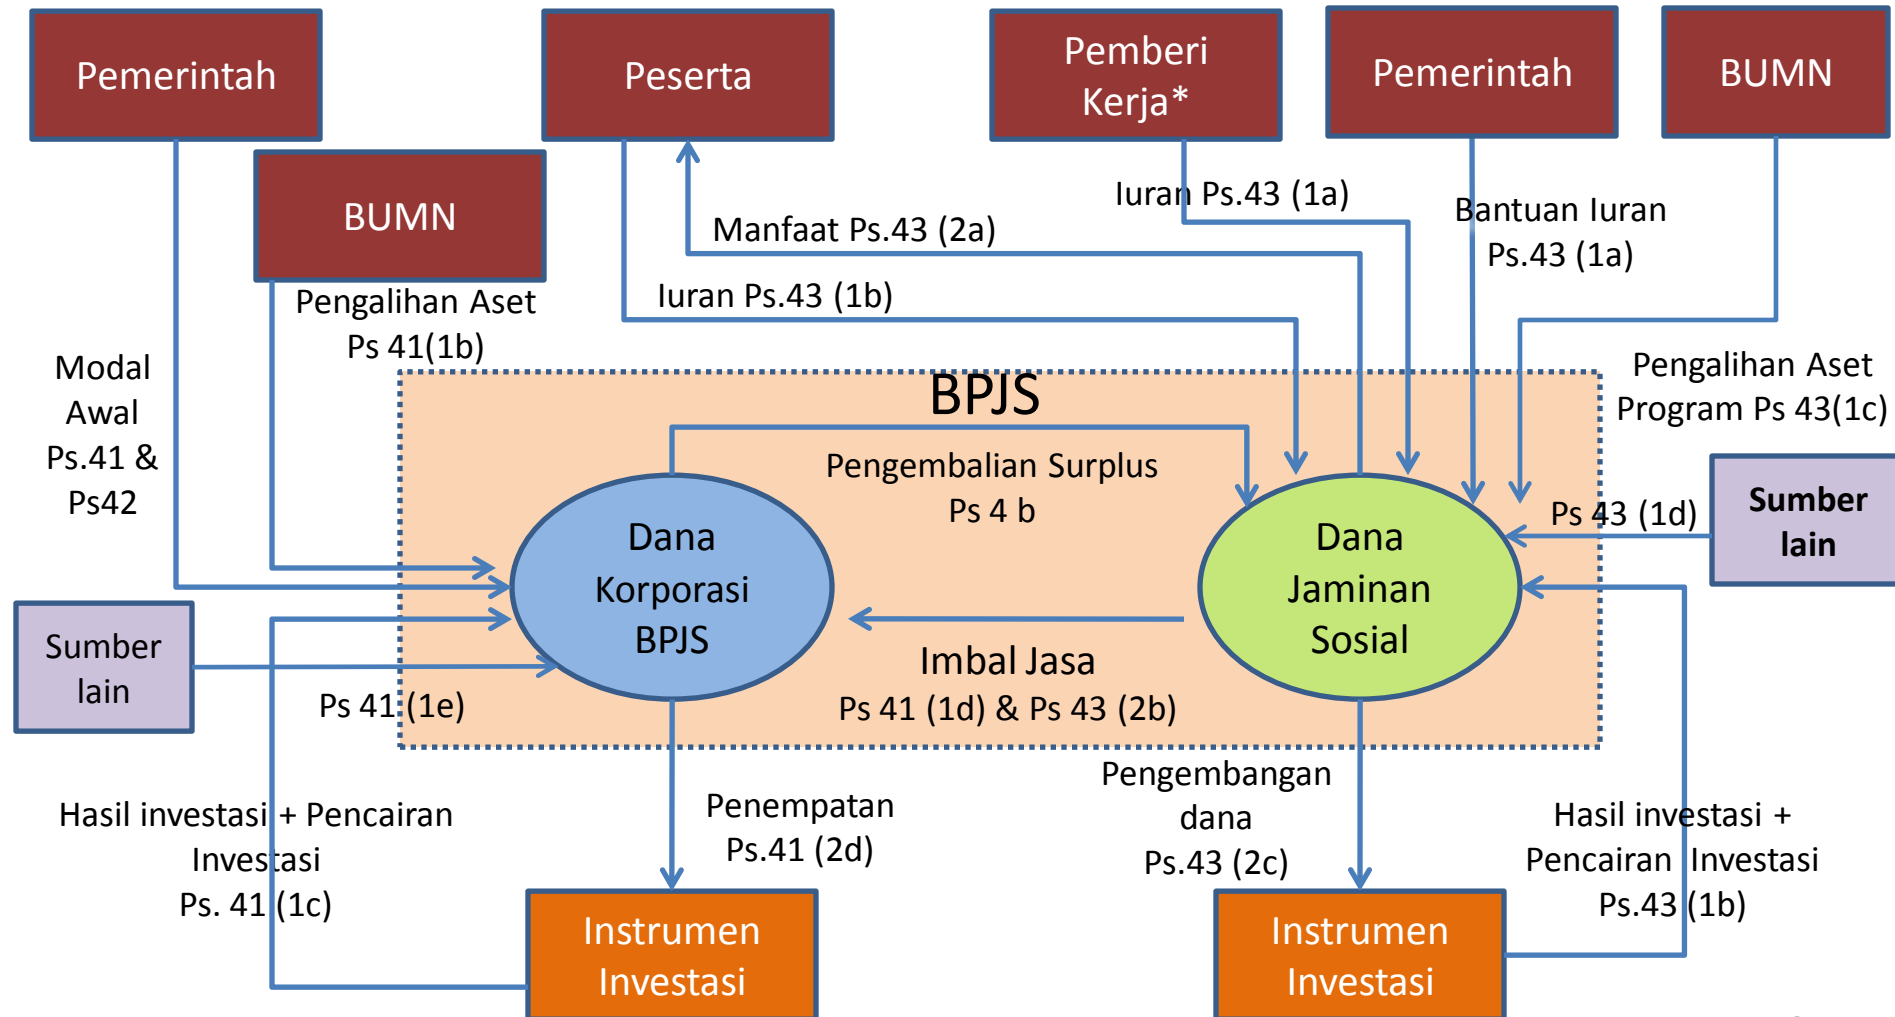 Pemerintah
Peserta
Pemberi
Kerja*
Pemerintah
BUMN
BUMN
Iuran Ps.43 (1a)
Manfaat Ps.43 (2a)
Bantuan Iuran
Ps.43 (1a)
Iuran Ps.43 (1b)
Pengalihan Aset
Ps 41(1b)
Modal
Awal
Ps.41 &
Ps42
Pengalihan Aset
Program Ps 43(1c)
BPJS
Pengembalian Surplus
Ps 4 b
Dana
Korporasi
BPJS
Dana
Jaminan
Sosial
Ps 43 (1d)
Sumber
lain
Sumber
lain
Ps 41 (1e)
Imbal Jasa
Ps 41 (1d) & Ps 43 (2b)
Hasil investasi + Pencairan
Investasi
Ps. 41 (1c)
Penempatan
Ps.41 (2d)
Pengembangan
dana
Ps.43 (2c)
Hasil investasi +
Pencairan Investasi
Ps.43 (1b)
Instrumen
Investasi
Instrumen
Investasi